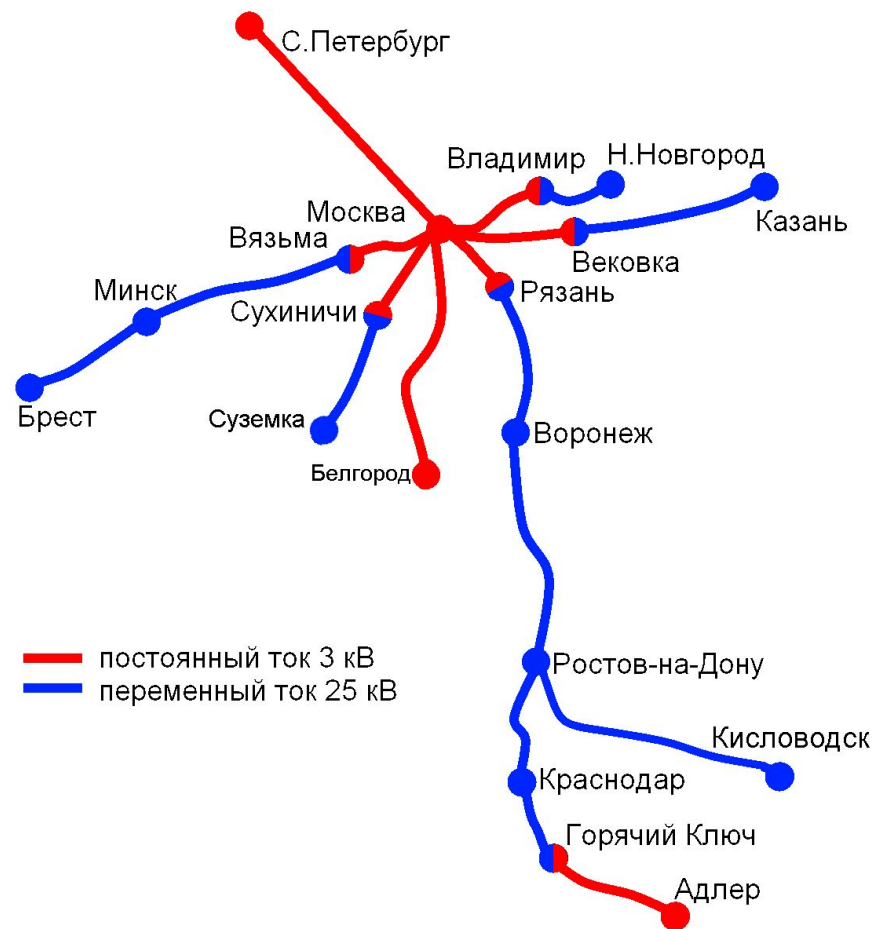 С.Петербург
Владимир
Н.Новгород
Москва
Казань
Вязьма
Вековка
Минск
Рязань
Сухиничи
Брест
Суземка
Воронеж
Белгород
постоянный ток 3 кВ
Ростов-на-Дону
переменный ток 25 кВ
Кисловодск
Краснодар
Горячий Ключ
Адлер